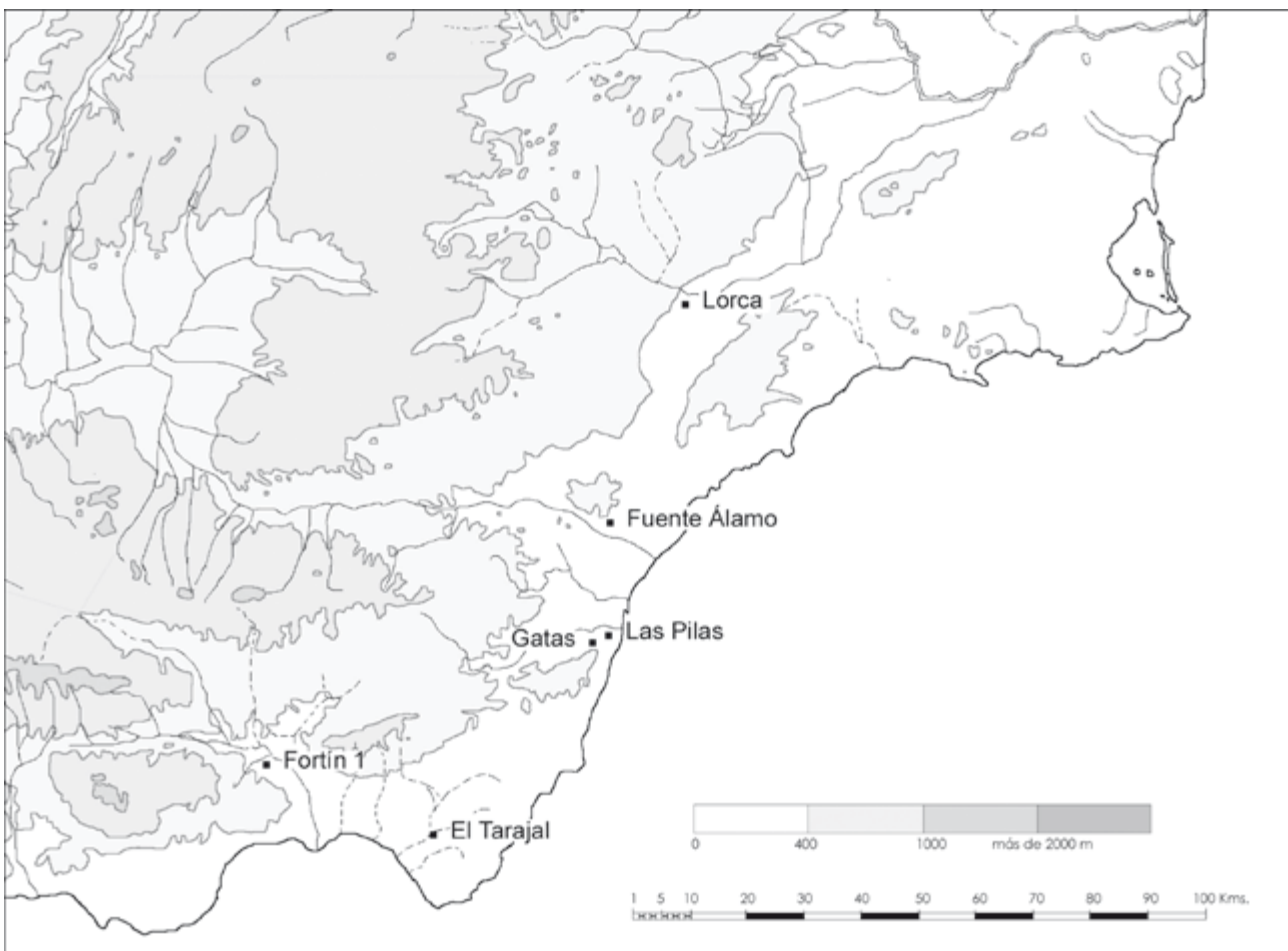 Lorca
Fuente Álamo
Gatas
Las Pilas
Fortín 1
El Tarajal
0 400 1000 más de 2000 m
1 5 10 20 30 40 50 60 70 80 90 100 Kms.